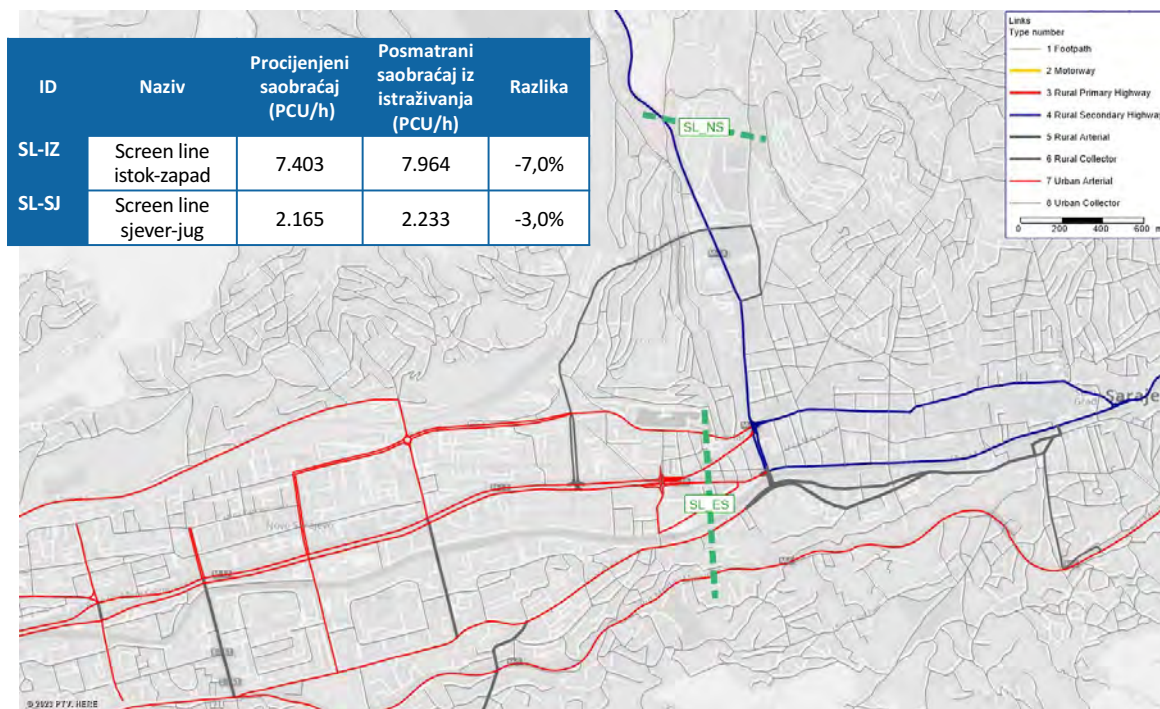 ID
Naziv
Procijenjeni
saobraćaj
(PCU/h)
Posmatrani
saobraćaj iz
istraživanja
(PCU/h)
Razlika
SL-IZ
Screen line
istok-zapad
7.403
7.964
-7,0%
SL-SJ
Screen line
sjever-jug
2.165
2.233
-3,0%
Links
Type number
1 Footpath
2 Motorway
3 Rural Primary Highway
4 Rural Secondary Highway
5 Rural Arterial
6 Rural Collector
7 Urban Arterial
8 Urban Collector
0 200 400 600 m
SL_NS
SL_ES
Novo Sarajevo
Grad
Saraje
© 2023 PTV, HERE